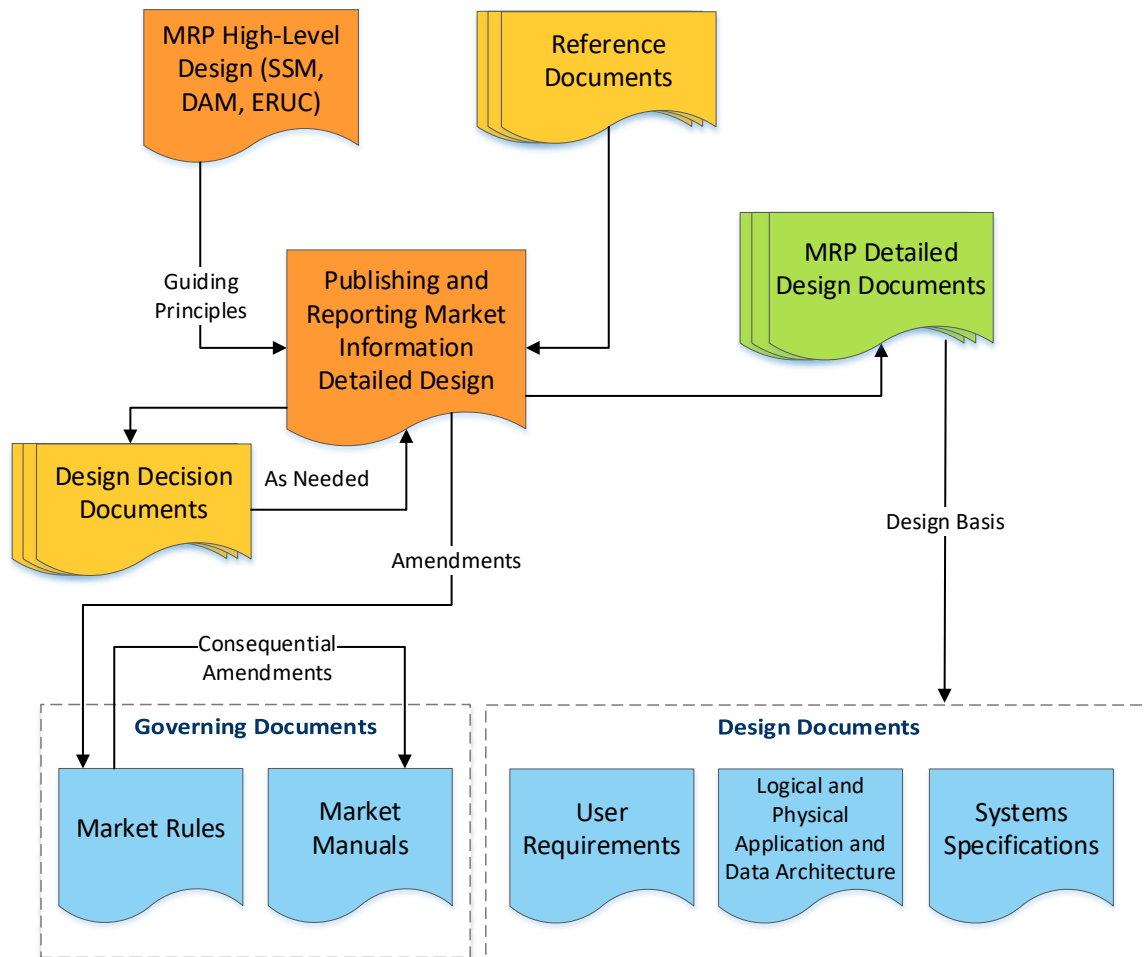 MRP High-Level
Design (SSM,
DAM, ERUC)
Reference
Documents
MRP Detailed
Design Documents
Guiding
Principles
Publishing and
Reporting Market
Information
Detailed Design
Design Decision
Documents
As Needed
Design Basis
Amendments
Consequential
Amendments
Governing Documents
Design Documents
Market Rules
Market
Manuals
User
Requirements
Logical and
Physical
Application and
Data Architecture
Systems
Specifications